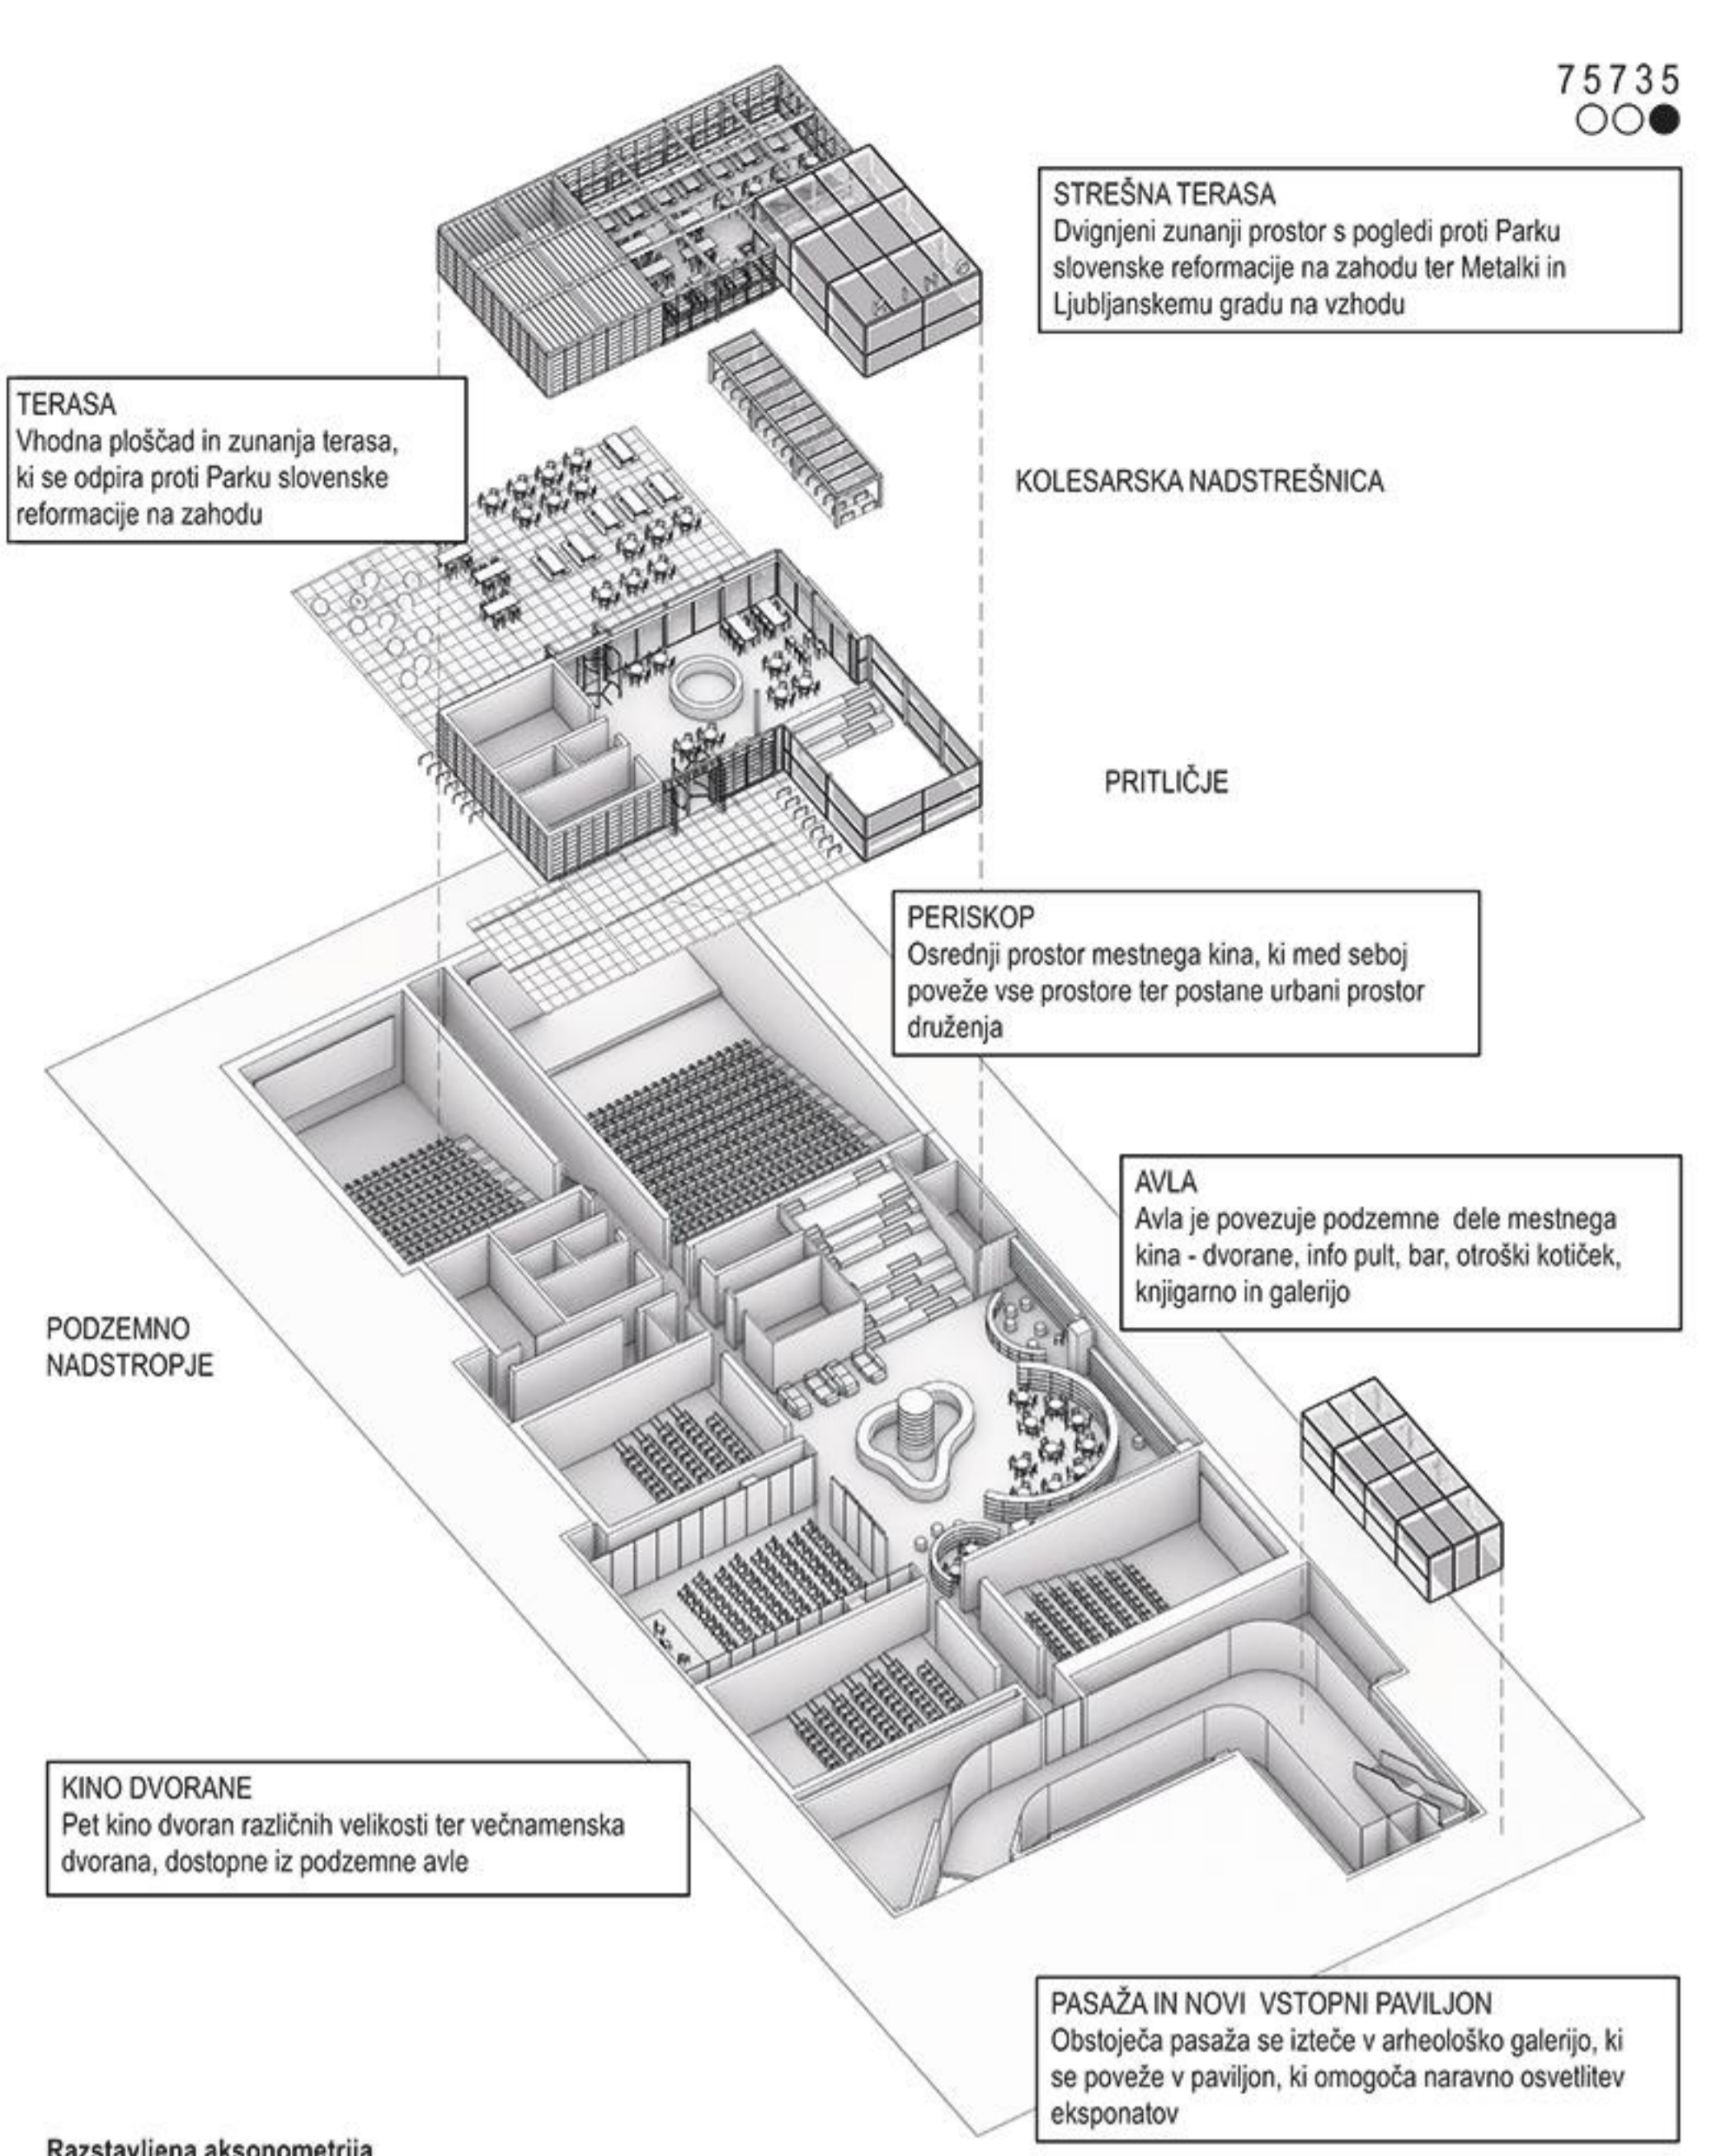 75735
STREŠNA TERASA
Dvignjeni zunanji prostor s pogledi proti Parku
slovenske reformacije na zahodu ter Metalki in
Ljubljanskemu gradu na vzhodu
TERASA
Vhodna ploščad in zunanja terasa,
ki se odpira proti Parku slovenske
reformacije na zahodu
KOLESARSKA NADSTREŠNICA
PRITLIČJE
PERISKOP
Osrednji prostor mestnega kina, ki med seboj
poveže vse prostore ter postane urbani prostor
druženja
AVLA
Avla je povezuje podzemne dele mestnega
kina - dvorane, info pult, bar, otroški kotiček,
knjigarno in galerijo
PODZEMNO
NADSTROPJE
KINO DVORANE
Pet kino dvoran različnih velikosti ter večnamenska
dvorana, dostopne iz podzemne avle
PASAŽA IN NOVI VSTOPNI PAVILJON
Obstoječa pasaža se izteče v arheološko galerijo, ki
se poveže v paviljon, ki omogoča naravno osvetlitev
eksponatov
Razstavljena aksonometrija